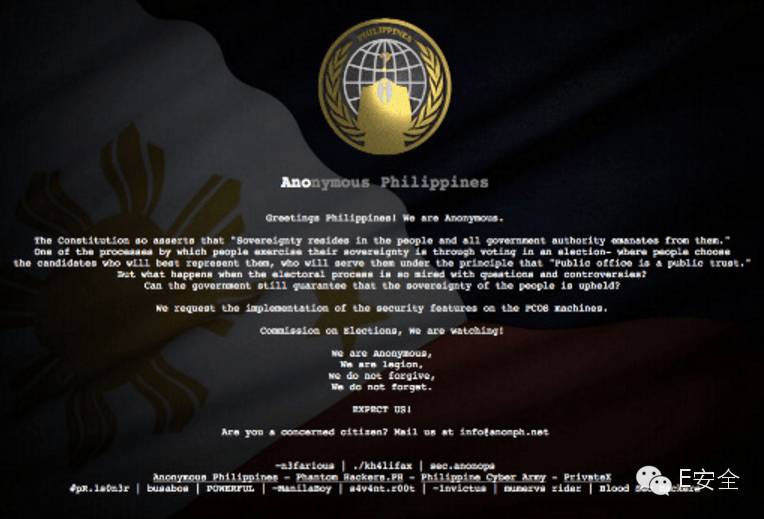 PHILIPPINES
Anonymous Philippines
Greetings Philippines! We are Anonymous.
The Constitution so asserts that "Sovereignty resides in the people and all government authority emanates from them."
One of the processes by which people exercise their sovereignty is through voting in an election- where people choose
the candidates who will best represent them, who will serve them under the principle that "Public office is a public trust."
But what happens when the electoral process is so mired with questions and controversies?
Can the government still guarantee that the sovereignty of the people is upheld?
We request the implementation of the security features on the PCOS machines.
Commission on Elections, We are watching!
We are Anonymous,
We are legion,
We do not forgive,
We do not forget.
EXPECT US!
Are you a concerned citizen? Mail us at info@anonph.net
~n3farious | ./kh4lifax | sec.anonops
Anonymous Philippines - Phantom Hackers.PH - Philippine Cyber Army - PrivateX
#pR.is0n3r | busabos | POWERFUL | ~ManilaBoy | s4v4nt.r00t | ~Invictus | numerus rider | Blood
E安全